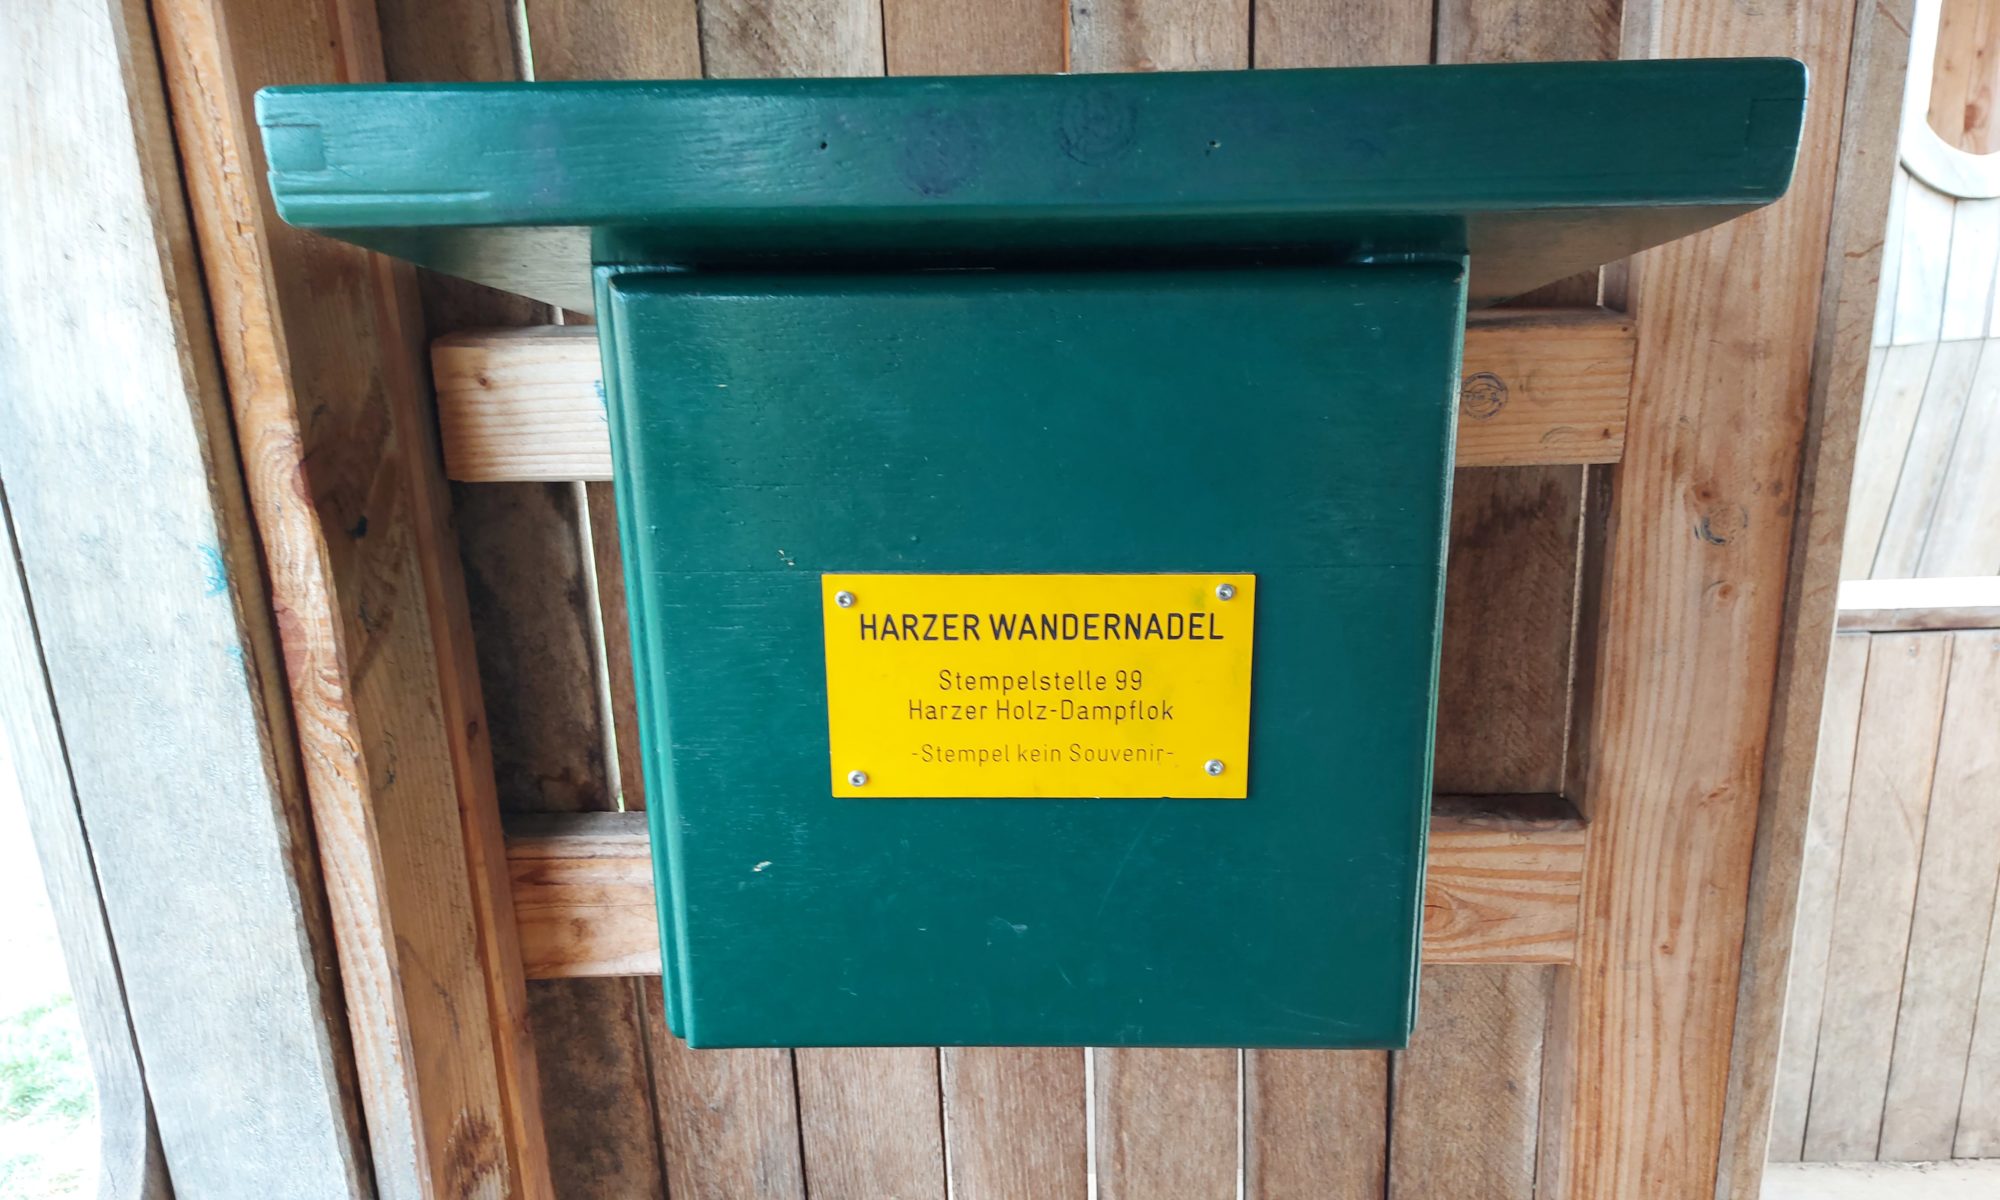 HARZER WANDERNADEL
Stempelstelle 99
Harzer Holz-Dampflok
-Stempel kein Souvenir-